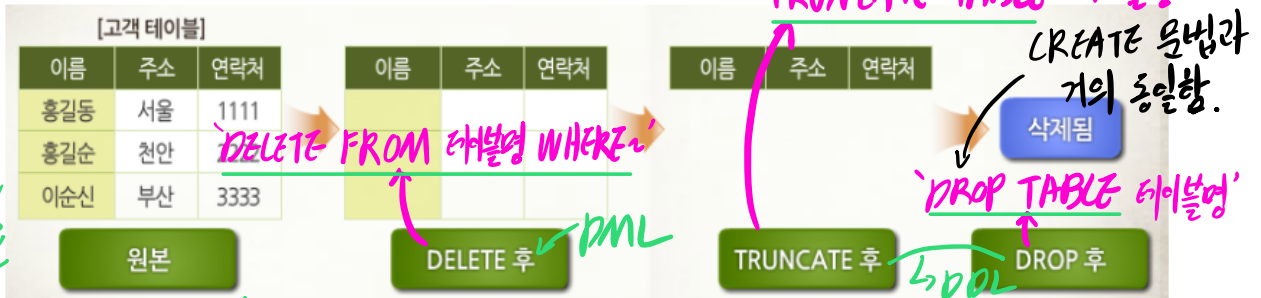 TRUNCATE TABLE
[고객 테이블]
CREATE 문법과
거의 동일함.
이름 주소 연락처
홍길동 서울 1111
홍길순 천안 2222
이순신 부산 3333
이름 주소 연락처
'DELETE FROM 테이블명 WHERE~'
이름 주소 연락처
삭제됨
'DROP TABLE 테이블명'
원본
DELETE 후
DML
TRUNCATE 후
↳DDL
DROP 후